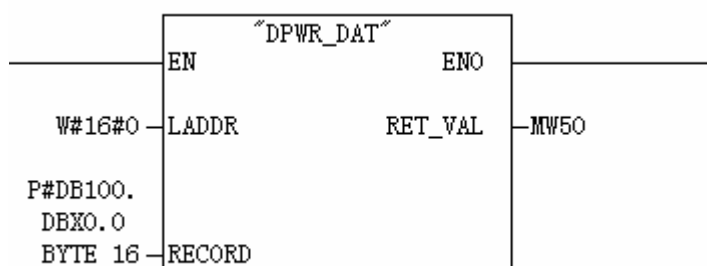 "DPWR_DAT"
EN ENO
W#16#0 LADDR RET_VAL MW50
P#DB100.
DBX0.0
BYTE 16 RECORD